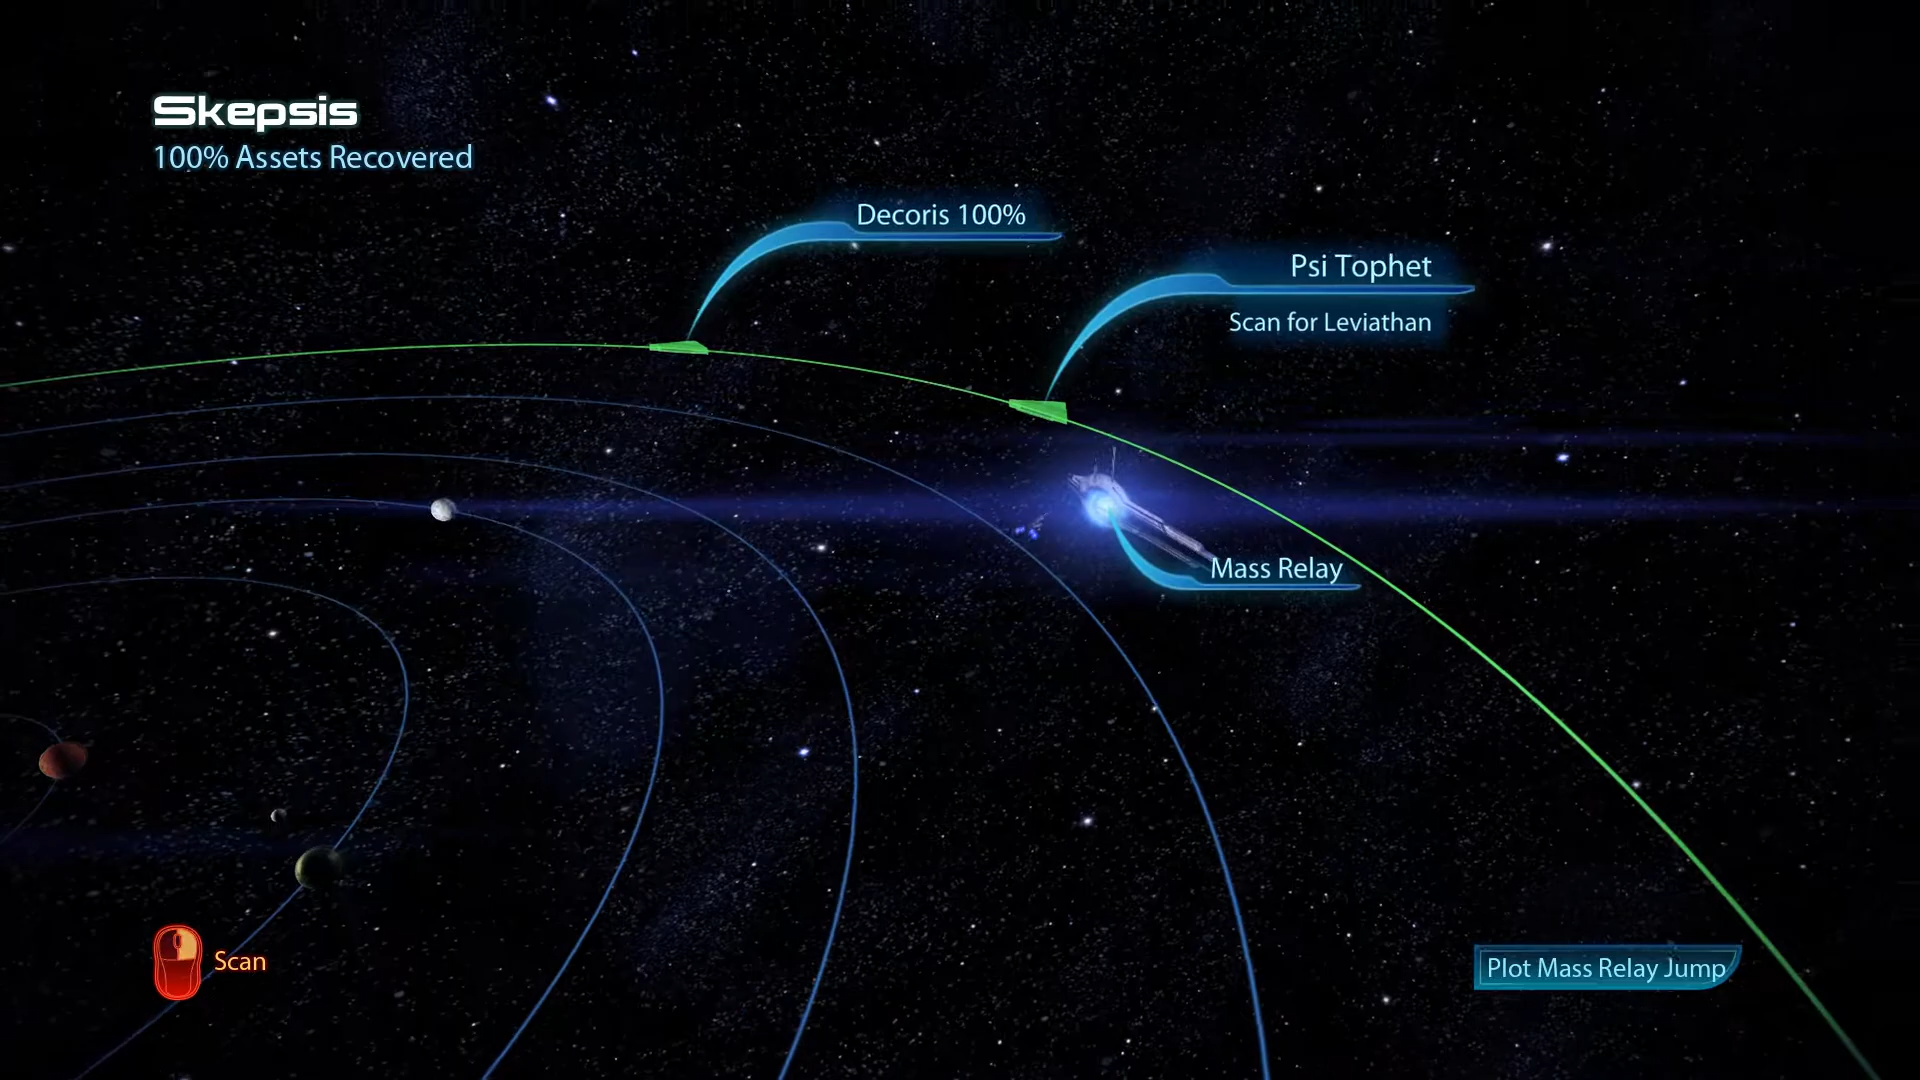 Skepsis
100% Assets Recovered
Decoris 100%
Psi Tophet
Scan for Leviathan
Mass Relay
Scan
Plot Mass Relay Jump